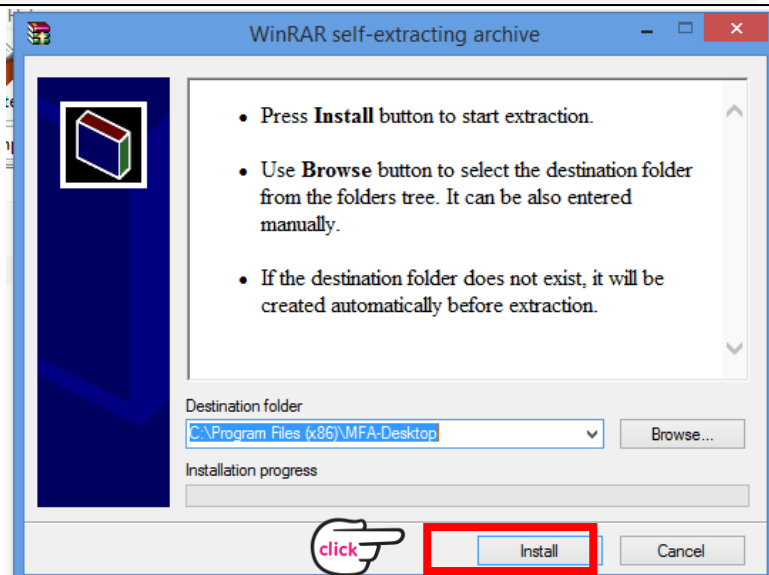 WinRAR self-extracting archive
• Press Install button to start extraction.
• Use Browse button to select the destination folder
from the folders tree. It can be also entered
manually.
• If the destination folder does not exist, it will be
created automatically before extraction.
Destination folder
C:\Program Files (x86)\MFA-Desktop
Browse...
Installation progress
click
Install
Cancel